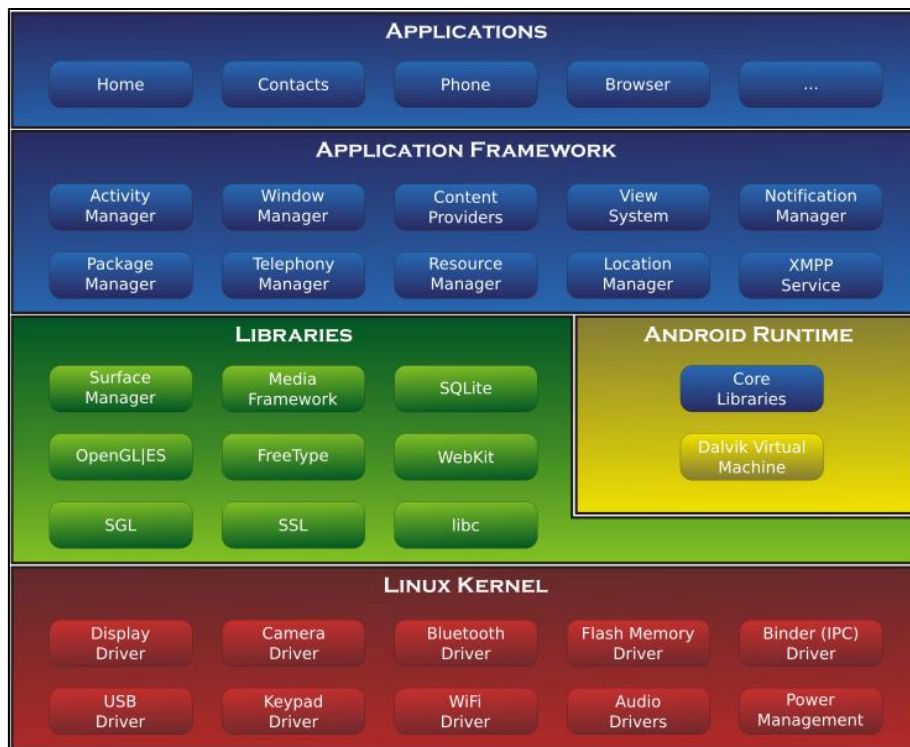 APPLICATIONS
Home
Contacts
Phone
Browser
...
APPLICATION FRAMEWORK
Activity
Manager
Window
Manager
Content
Providers
View
System
Notification
Manager
Package
Manager
Telephony
Manager
Resource
Manager
Location
Manager
XMPP
Service
LIBRARIES
Surface
Manager
Media
Framework
SQLite
OpenGL|ES
FreeType
WebKit
SGL
SSL
libc
ANDROID RUNTIME
Core
Libraries
Dalvik Virtual
Machine
LINUX KERNEL
Display
Driver
Camera
Driver
Bluetooth
Driver
Flash Memory
Driver
Binder (IPC)
Driver
USB
Driver
Keypad
Driver
WiFi
Driver
Audio
Drivers
Power
Management